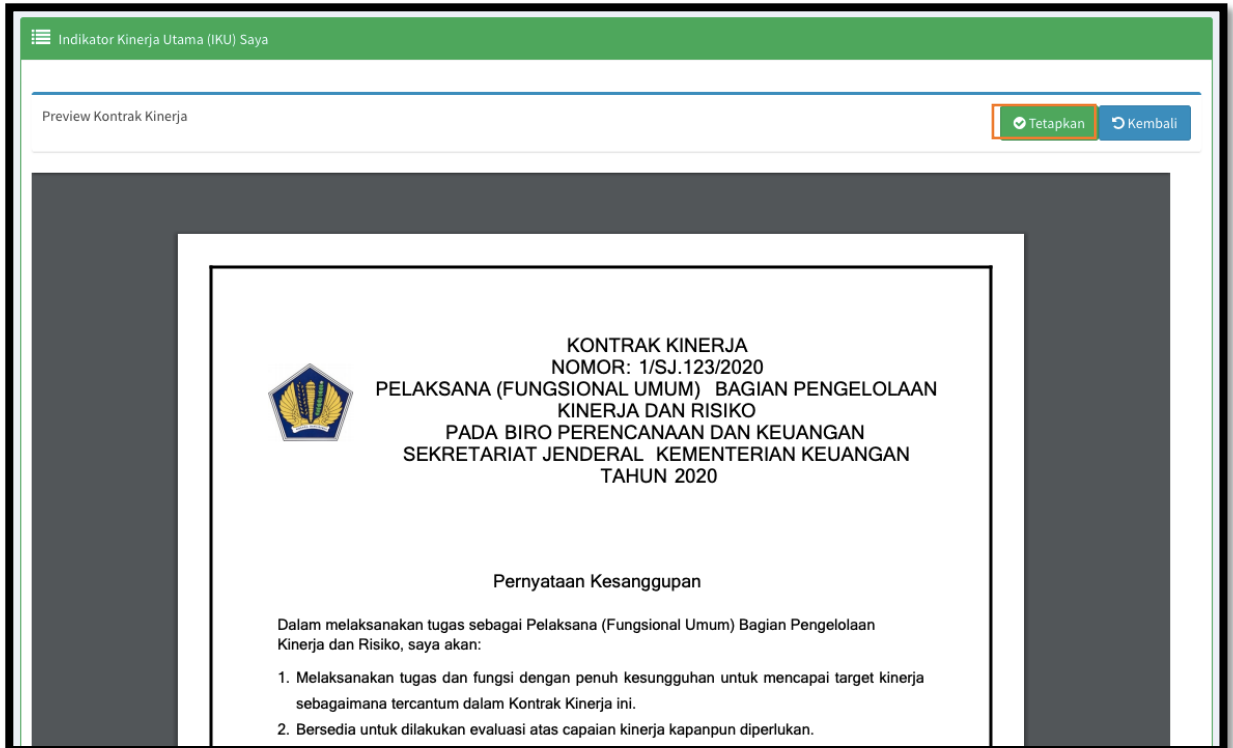 Indikator Kinerja Utama (IKU) Saya
Preview Kontrak Kinerja
Tetapkan
Kembali
KONTRAK KINERJA
NOMOR: 1/SJ.123/2020
PELAKSANA (FUNGSIONAL UMUM) BAGIAN PENGELOLAAN
KINERJA DAN RISIKO
PADA BIRO PERENCANAAN DAN KEUANGAN
SEKRETARIAT JENDERAL KEMENTERIAN KEUANGAN
TAHUN 2020
Pernyataan Kesanggupan
Dalam melaksanakan tugas sebagai Pelaksana (Fungsional Umum) Bagian Pengelolaan
Kinerja dan Risiko, saya akan:
1. Melaksanakan tugas dan fungsi dengan penuh kesungguhan untuk mencapai target kinerja
sebagaimana tercantum dalam Kontrak Kinerja ini.
2. Bersedia untuk dilakukan evaluasi atas capaian kinerja kapanpun diperlukan.